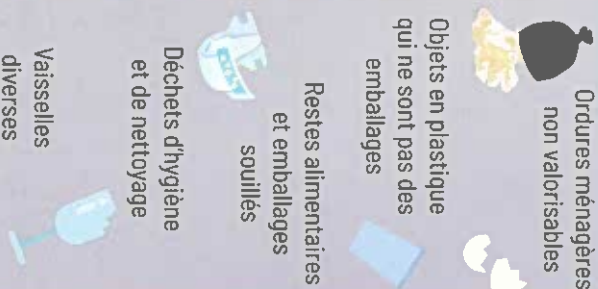 Ordures ménagères
non valorisables
Objets en plastique
qui ne sont pas des
emballages
Restes alimentaires
et emballages
souillés
Déchets d'hygiène
et de nettoyage
Vaisselles
diverses